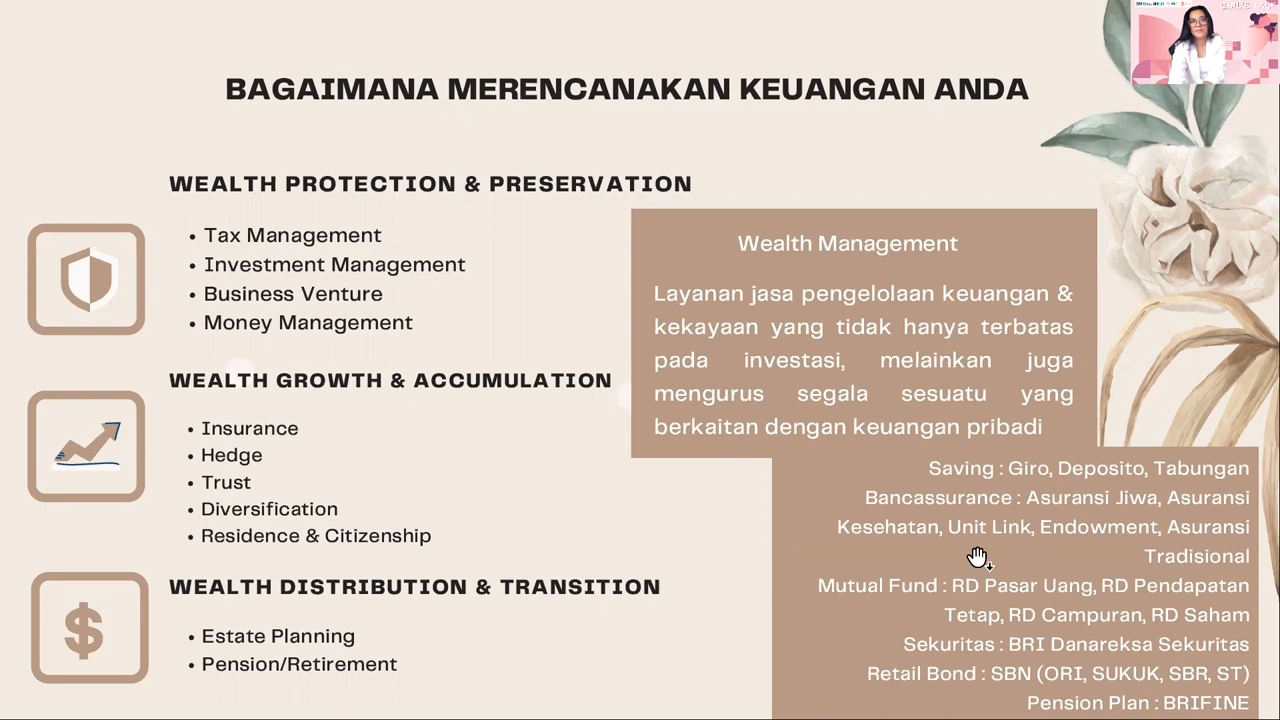 BAGAIMANA MERENCANAKAN KEUANGAN ANDA
WEALTH PROTECTION & PRESERVATION
• Tax Management
• Investment Management
• Business Venture
• Money Management
WEALTH GROWTH & ACCUMULATION
• Insurance
• Hedge
• Trust
• Diversification
• Residence & Citizenship
WEALTH DISTRIBUTION & TRANSITION
• Estate Planning
• Pension/Retirement
Wealth Management
Layanan jasa pengelolaan keuangan &
kekayaan yang tidak hanya terbatas
pada investasi, melainkan juga
mengurus segala sesuatu yang
berkaitan dengan keuangan pribadi
Saving : Giro, Deposito, Tabungan
Bancassurance : Asuransi Jiwa, Asuransi
Kesehatan, Unit Link, Endowment, Asuransi
Tradisional
Mutual Fund : RD Pasar Uang, RD Pendapatan
Tetap, RD Campuran, RD Saham
Sekuritas : BRI Danareksa Sekuritas
Retail Bond : SBN (ORI, SUKUK, SBR, ST)
Pension Plan : BRIFINE